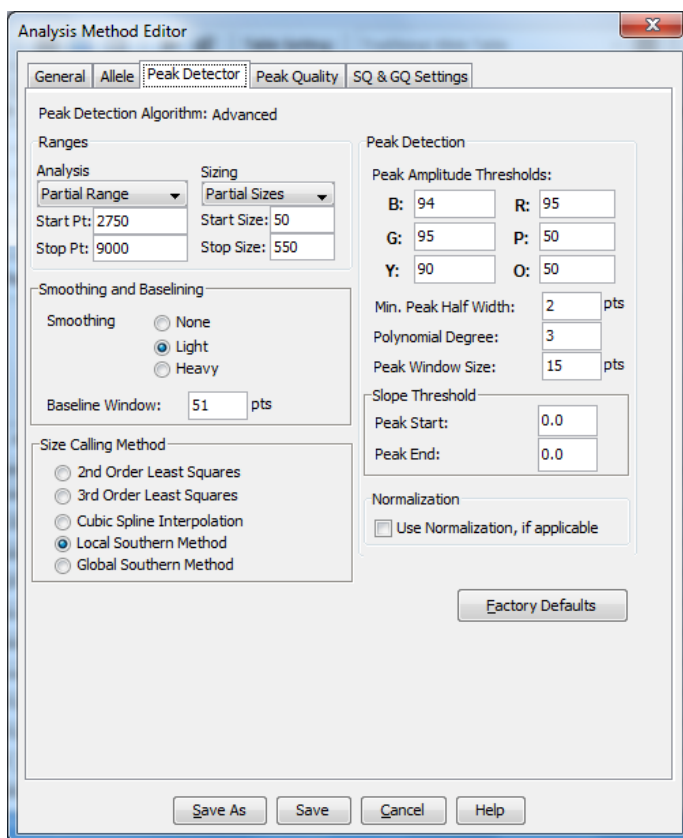 Analysis Method Editor
General Allele Peak Detector Peak Quality SQ & GQ Settings
Peak Detection Algorithm: Advanced
Ranges
Analysis Sizing
Partial Range Partial Sizes
Start Pt: 2750 Start Size: 50
Stop Pt: 9000 Stop Size: 550
Smoothing and Baselining
Smoothing None
Light
Heavy
Baseline Window: 51 pts
Size Calling Method
2nd Order Least Squares
3rd Order Least Squares
Cubic Spline Interpolation
Local Southern Method
Global Southern Method
Peak Detection
Peak Amplitude Thresholds:
B: 94 R: 95
G: 95 P: 50
Y: 90 O: 50
Min. Peak Half Width: 2 pts
Polynomial Degree: 3
Peak Window Size: 15 pts
Slope Threshold
Peak Start: 0.0
Peak End: 0.0
Normalization
Use Normalization, if applicable
Factory Defaults
Save As Save Cancel Help